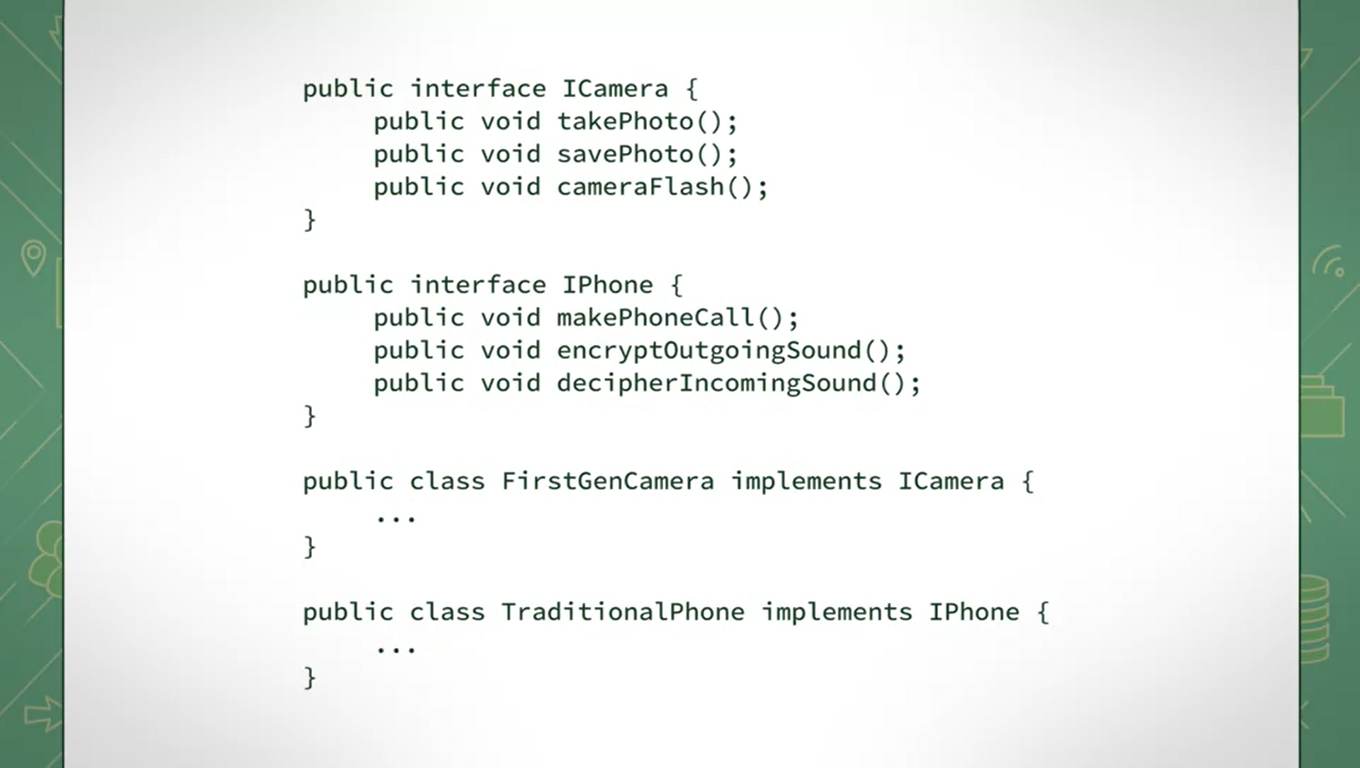 public interface ICamera {
public void takePhoto();
public void savePhoto();
public void cameraFlash();
}
public interface IPhone {
public void makePhoneCall();
public void encryptOutgoingSound();
public void decipherIncomingSound();
}
public class FirstGenCamera implements ICamera {
...
}
public class TraditionalPhone implements IPhone {
...
}